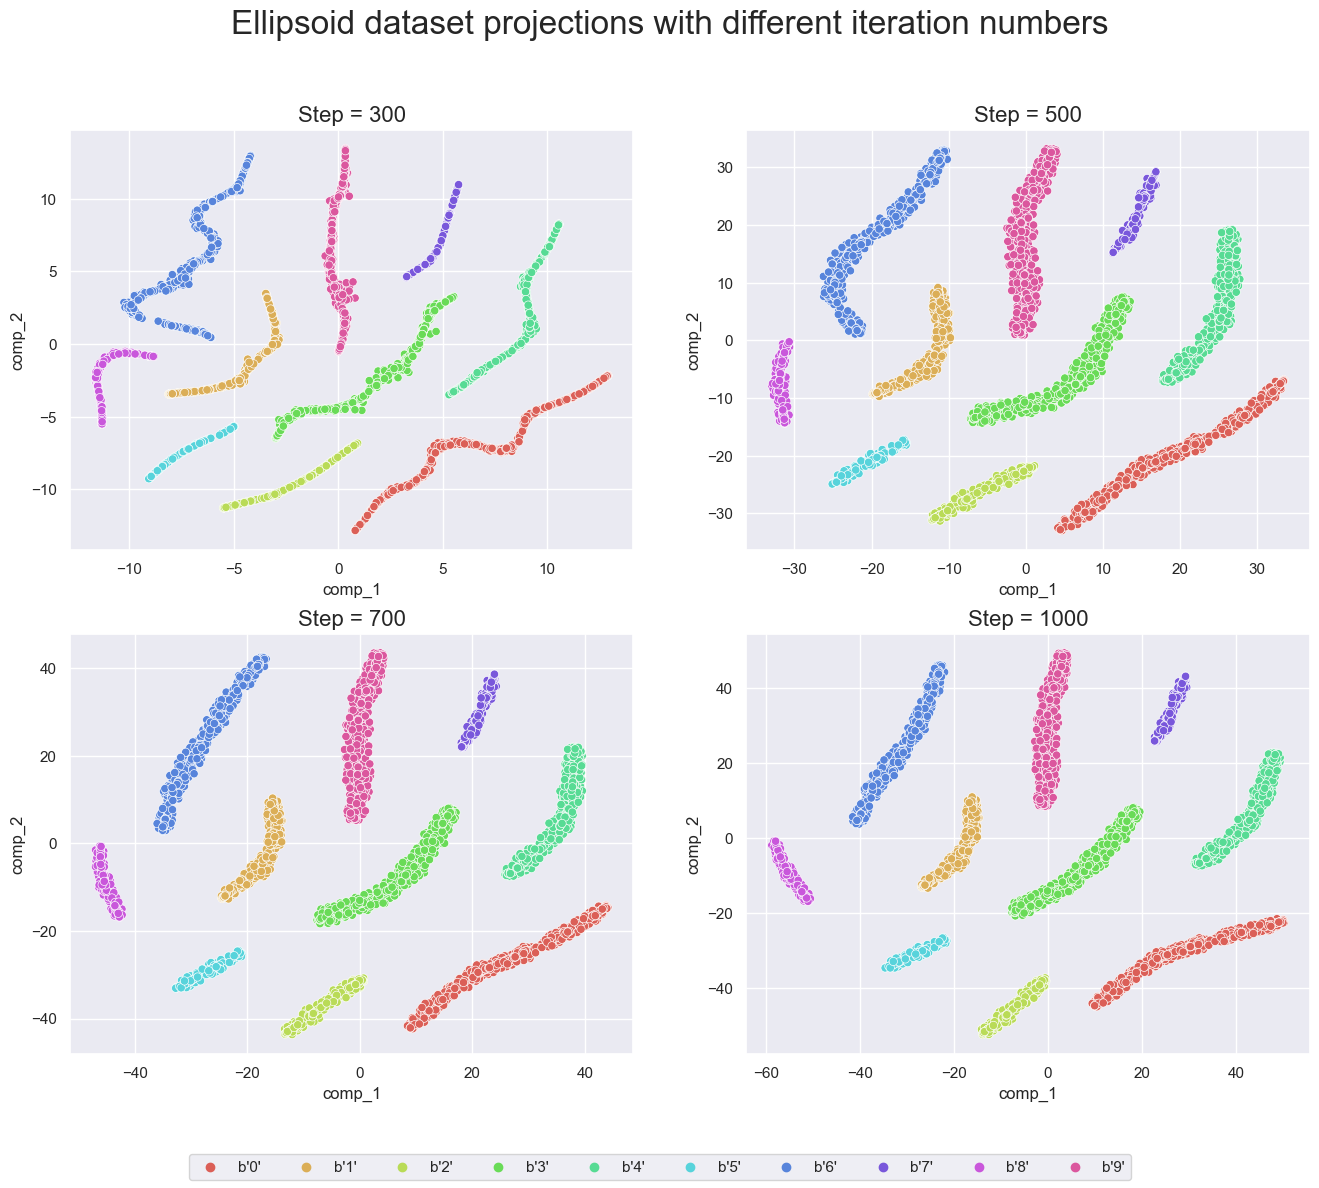 Ellipsoid dataset projections with different iteration numbers
Step = 300
10
5
0
−5
−10
comp_2
−10 −5 0 5 10
comp_1
Step = 500
30
20
10
0
−10
−20
−30
comp_2
−30 −20 −10 0 10 20 30
comp_1
Step = 700
40
20
0
−20
−40
comp_2
−40 −20 0 20 40
comp_1
Step = 1000
40
20
0
−20
−40
comp_2
−60 −40 −20 0 20 40
comp_1
b'0' b'1' b'2' b'3' b'4' b'5' b'6' b'7' b'8' b'9'